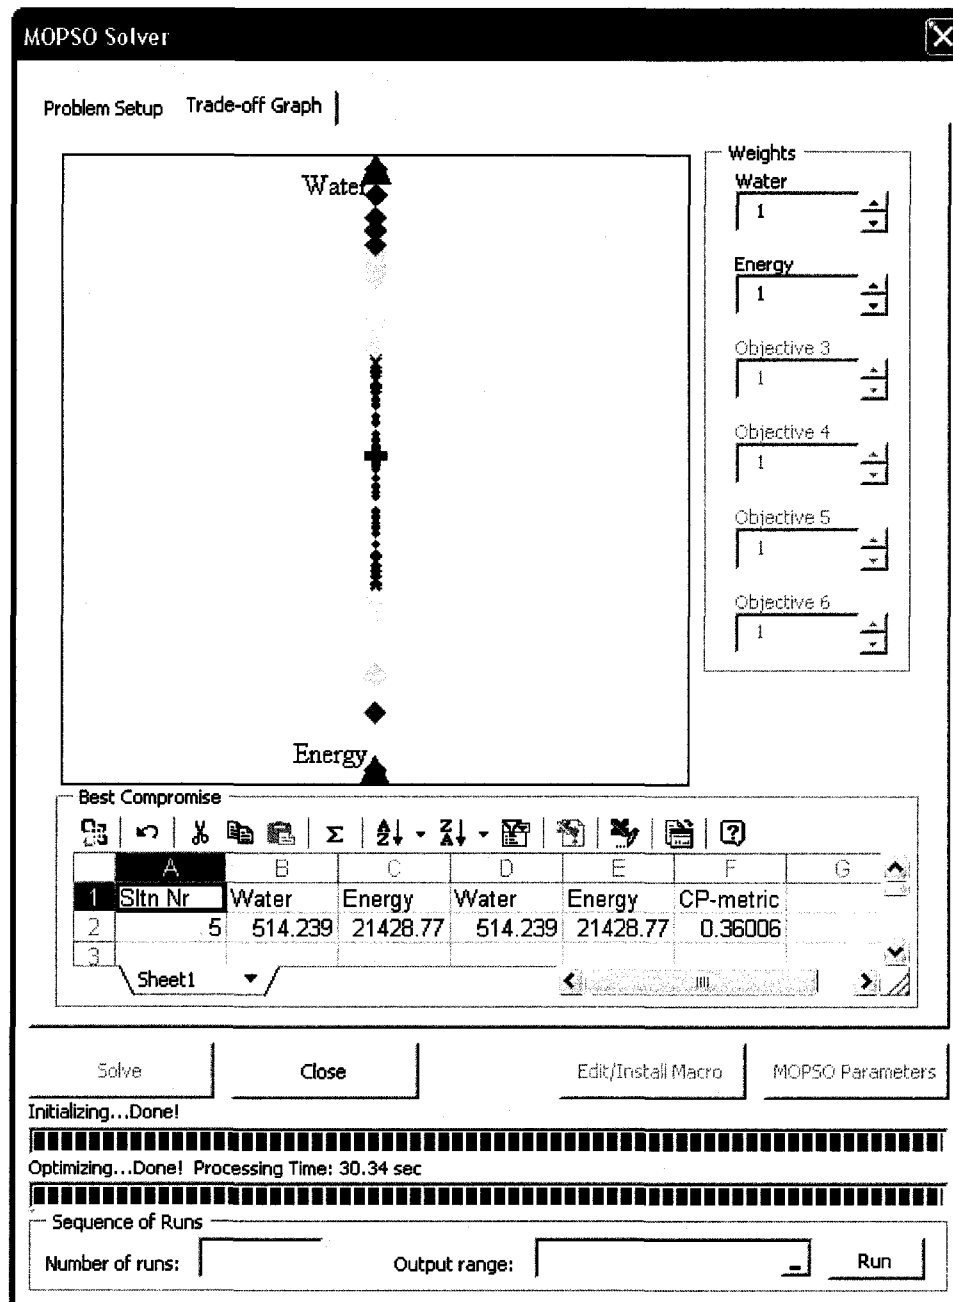 MOPSO Solver
Problem Setup Trade-off Graph
Water
Energy
Weights
Water
1
Energy
1
Objective 3
1
Objective 4
1
Objective 5
1
Objective 6
1
Best Compromise
A B C D E F G
1 Sltn Nr Water Energy Water Energy CP-metric
2 5 514.239 21428.77 514.239 21428.77 0.36006
3
Sheet1
Solve Close Edit/Install Macro MOPSO Parameters
Initializing...Done!
Optimizing...Done! Processing Time: 30.34 sec
Sequence of Runs
Number of runs: Output range: Run